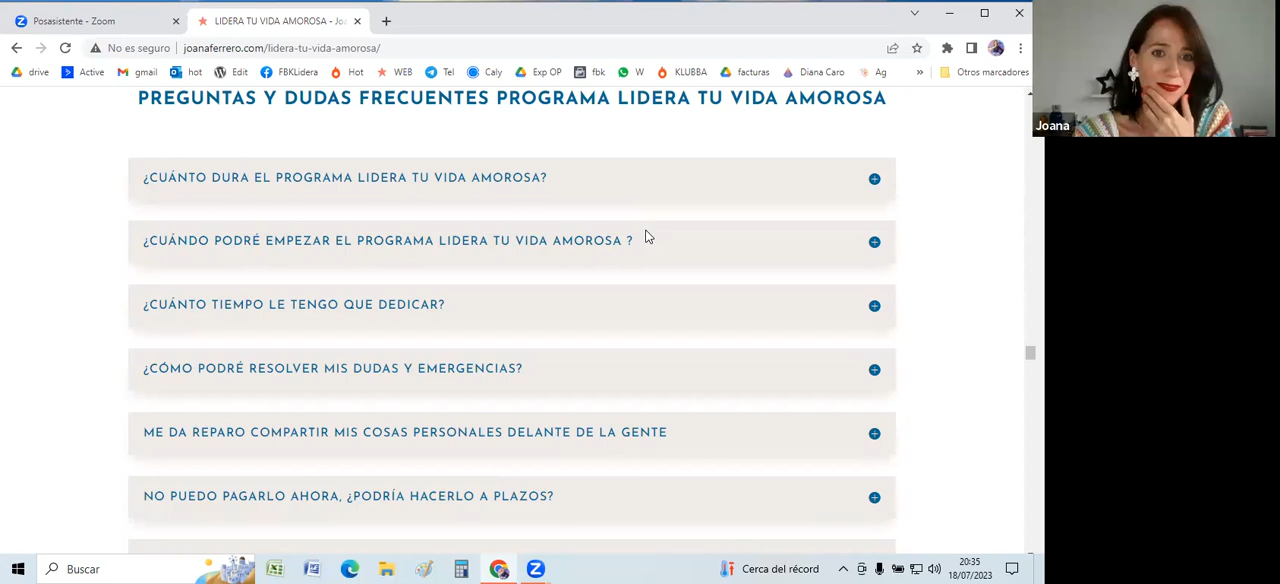 Posasistente - Zoom
LIDERA TU VIDA AMOROSA - Joa
No es seguro
joanaferrero.com/lidera-tu-vida-amorosa/
drive
Active
gmail
hot
Edit
FBKLidera
Hot
WEB
Tel
Caly
Exp OP
fbk
W
KLUBBA
facturas
Diana Caro
Ag
»
Otros marcadores
PREGUNTAS Y DUDAS FRECUENTES PROGRAMA LIDERA TU VIDA AMOROSA
¿CUÁNTO DURA EL PROGRAMA LIDERA TU VIDA AMOROSA?
¿CUÁNDO PODRÉ EMPEZAR EL PROGRAMA LIDERA TU VIDA AMOROSA ?
¿CUÁNTO TIEMPO LE TENGO QUE DEDICAR?
¿CÓMO PODRÉ RESOLVER MIS DUDAS Y EMERGENCIAS?
ME DA REPARO COMPARTIR MIS COSAS PERSONALES DELANTE DE LA GENTE
NO PUEDO PAGARLO AHORA, ¿PODRÍA HACERLO A PLAZOS?
Joana
Buscar
Cerca del récord
20:35
18/07/2023